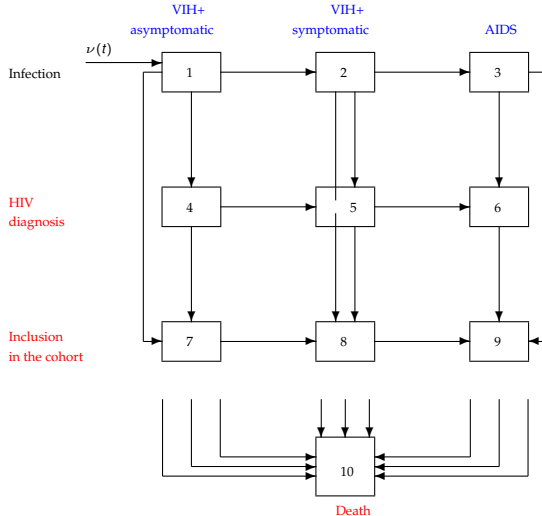 VIH+
asymptomatic
VIH+
symptomatic
AIDS
ν(t)
Infection
1
2
3
HIV
diagnosis
4
5
6
Inclusion
in the cohort
7
8
9
10
Death